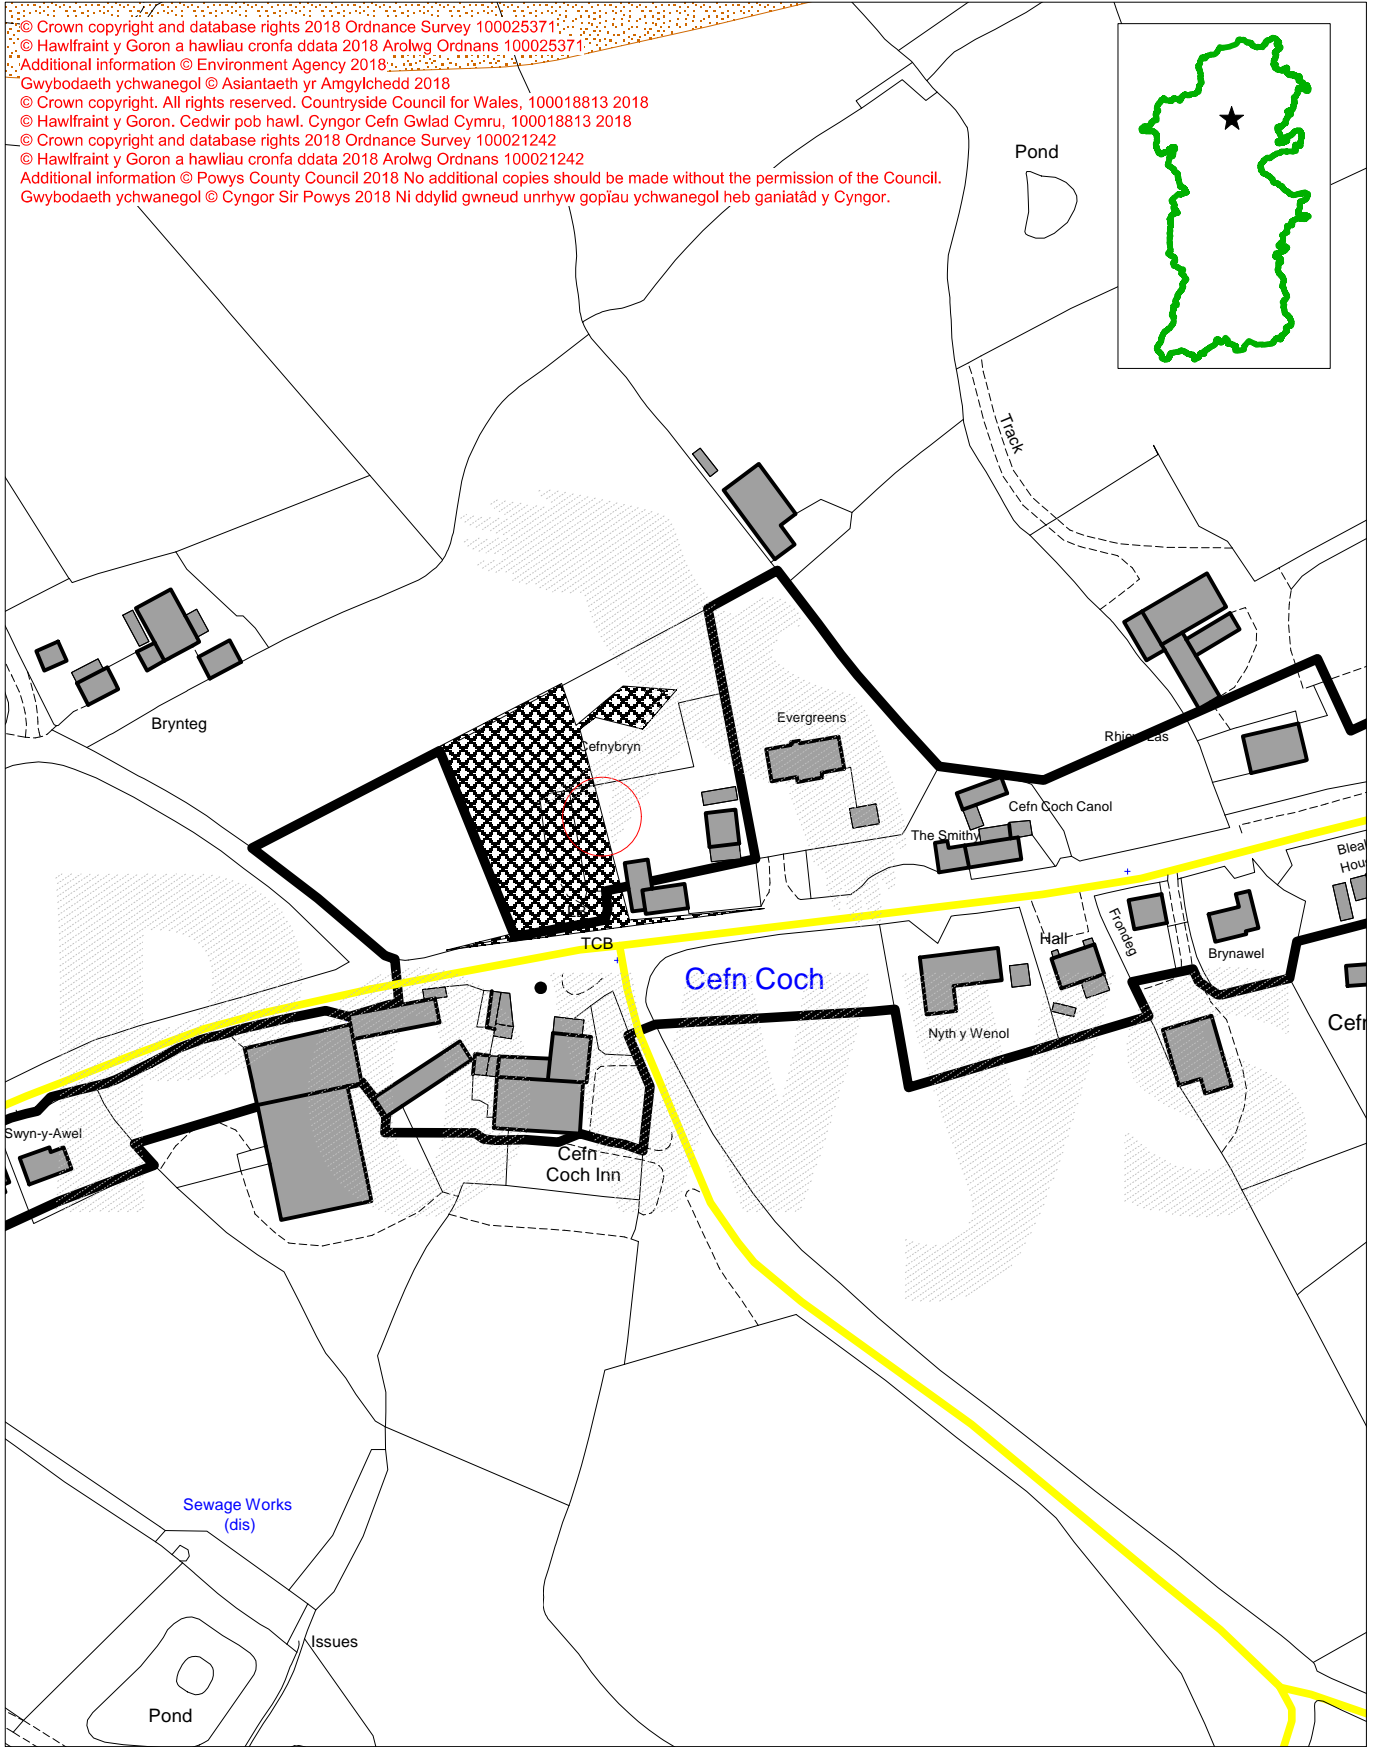 © Crown copyright and database rights 2018 Ordnance Survey 100025371
© Hawlfraint y Goron a hawliau cronfa ddata 2018 Arolwg Ordnans 100025371
Additional information © Environment Agency 2018
Gwybodaeth ychwanegol © Asiantaeth yr Amgylchedd 2018
© Crown copyright. All rights reserved. Countryside Council for Wales, 100018813 2018
© Hawlfraint y Goron. Cedwir pob hawl. Cyngor Cefn Gwlad Cymru, 100018813 2018
© Crown copyright and database rights 2018 Ordnance Survey 100021242
© Hawlfraint y Goron a hawliau cronfa ddata 2018 Arolwg Ordnans 100021242
Additional information © Powys County Council 2018 No additional copies should be made without the permission of the Council.
Gwybodaeth ychwanegol © Cyngor Sir Powys 2018 Ni ddylid gwneud unrhyw gopïau ychwanegol heb ganiatâd y Cyngor.
Pond
Track
Brynteg
Evergreens
Cefnybryn
Cefn Coch Canol
The Smithy
Frondeg
Hall
Brynawel
TCB
Cefn Coch
Nyth y Wenol
Swyn-y-Awel
Cefn
Coch Inn
Sewage Works
(dis)
Issues
Pond
Powys